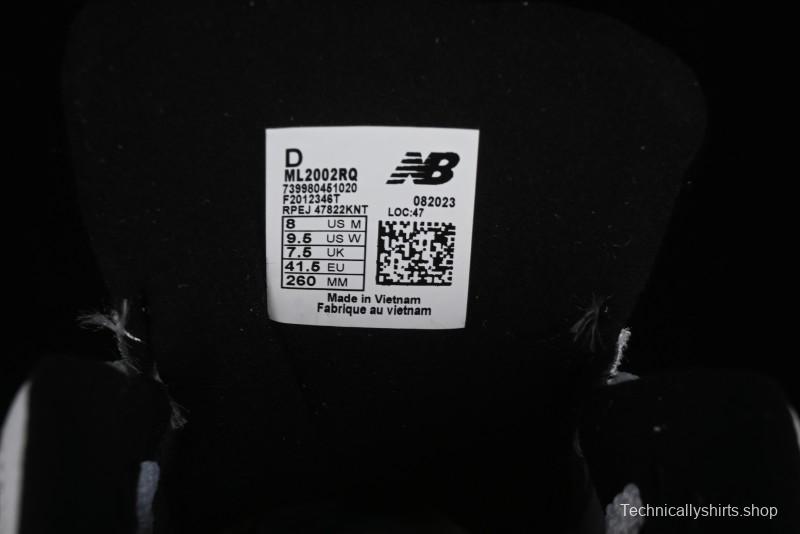 D
ML2002RQ
739980451020
F2012346T
RPEJ 47822KNT
NB
082023
LOC:47
8 US M
9.5 US W
7.5 UK
41.5 EU
260 MM
Made in Vietnam
Fabrique au vietnam
Technicallyshirts.shop